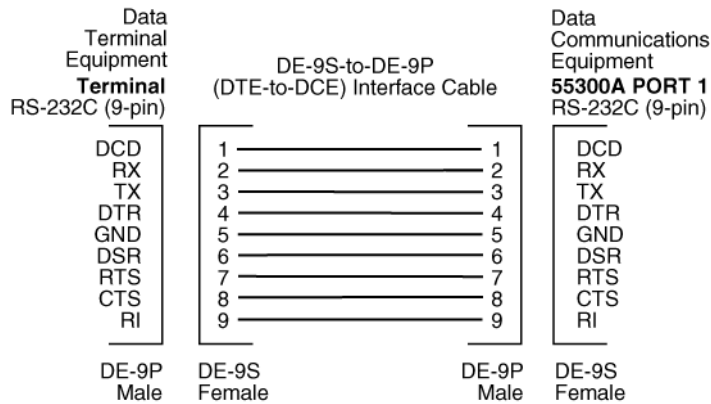 Data
Terminal
Equipment
Terminal
RS-232C (9-pin)
DE-9S-to-DE-9P
(DTE-to-DCE) Interface Cable
Data
Communications
Equipment
55300A PORT 1
RS-232C (9-pin)
DCD 1 1 DCD
RX 2 2 RX
TX 3 3 TX
DTR 4 4 DTR
GND 5 5 GND
DSR 6 6 DSR
RTS 7 7 RTS
CTS 8 8 CTS
RI 9 9 RI
DE-9P DE-9S DE-9P DE-9S
Male Female Male Female